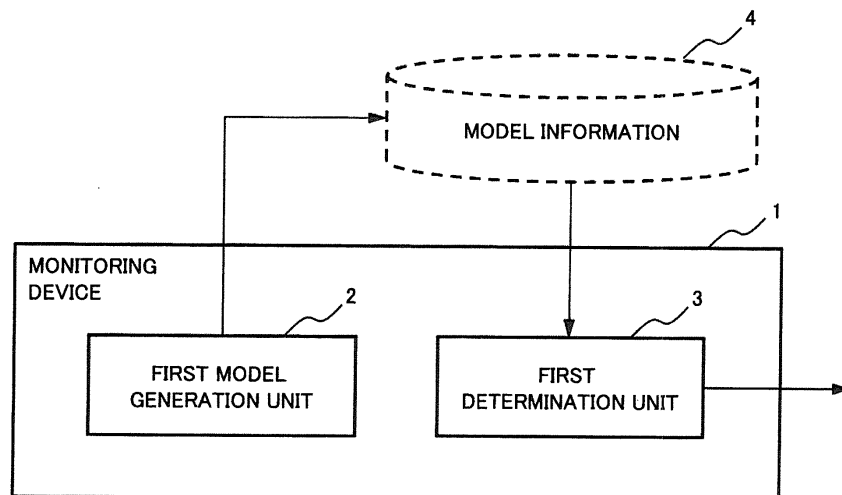 4
MODEL INFORMATION
1
MONITORING
DEVICE
2
3
FIRST MODEL
GENERATION UNIT
FIRST
DETERMINATION UNIT